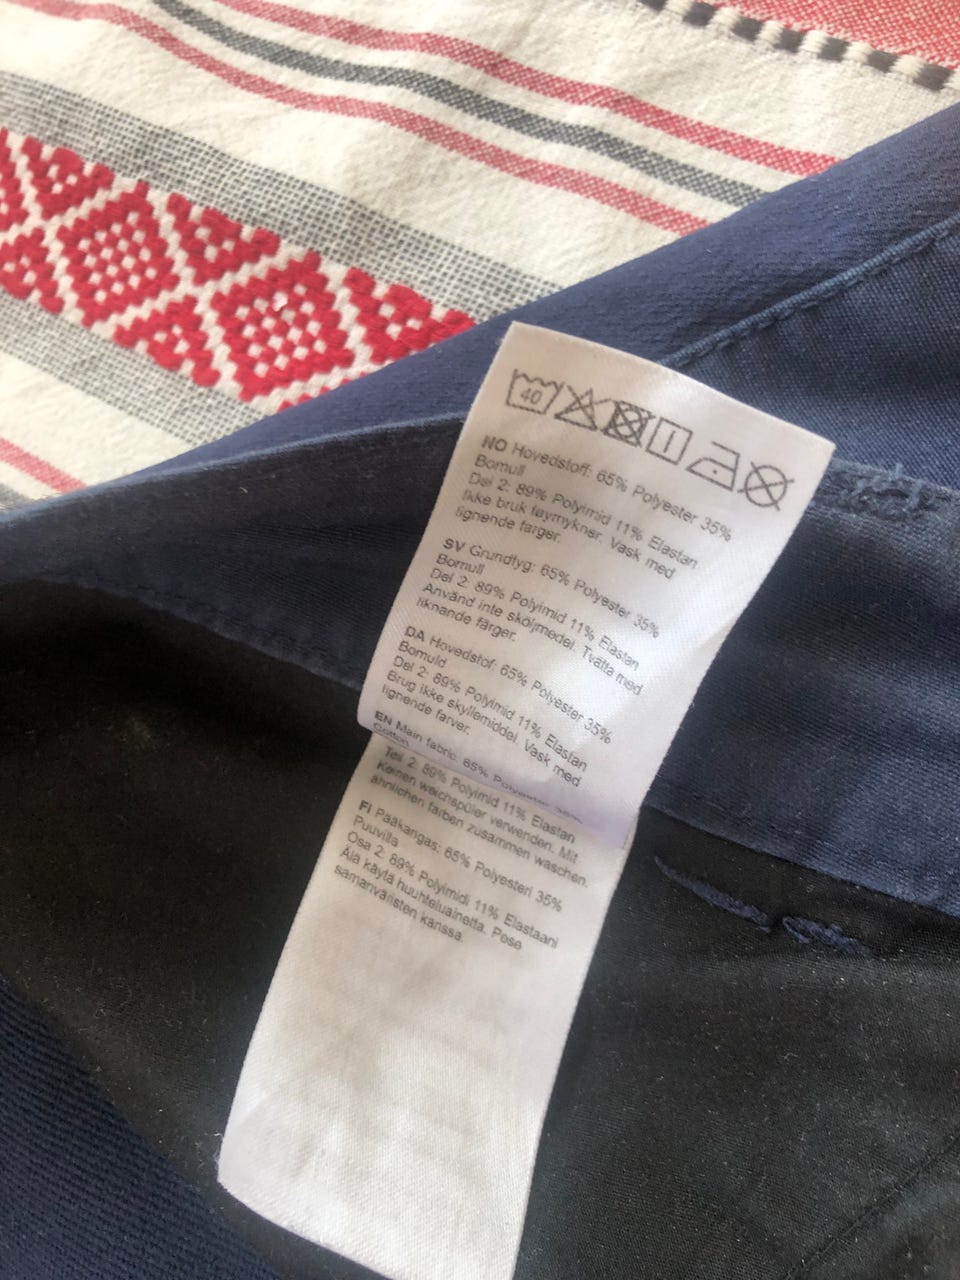 40
NO Hovedstoff: 65% Polyester 35%
Bomull
Del 2: 89% Polyimid 11% Elastan
Ikke bruk tøymykner. Vask med
lignende farger.
SV Grundtyg: 65% Polyester 35%
Bomull
Del 2: 89% Polyimid 11% Elastan
Använd inte sköljmedel. Tvätta med
liknande färger.
DA Hovedstof: 65% Polyester 35%
Bomuld
Del 2: 89% Polyimid 11% Elastan
Brug ikke skyllemiddel. Vask med
lignende farver.
EN Main fabric: 65% Polyester 35%
Cotton
Teil 2: 89% Polyimid 11% Elastan
Keinen weichspüler verwenden. Mit
ähnlichen farben zusammen waschen.
FI Pääkangas: 65% Polyesteri 35%
Puuvilla
Osa 2: 89% Polyimidi 11% Elastaani
Älä käytä huuhteluainetta. Pese
samanväristen kanssa.